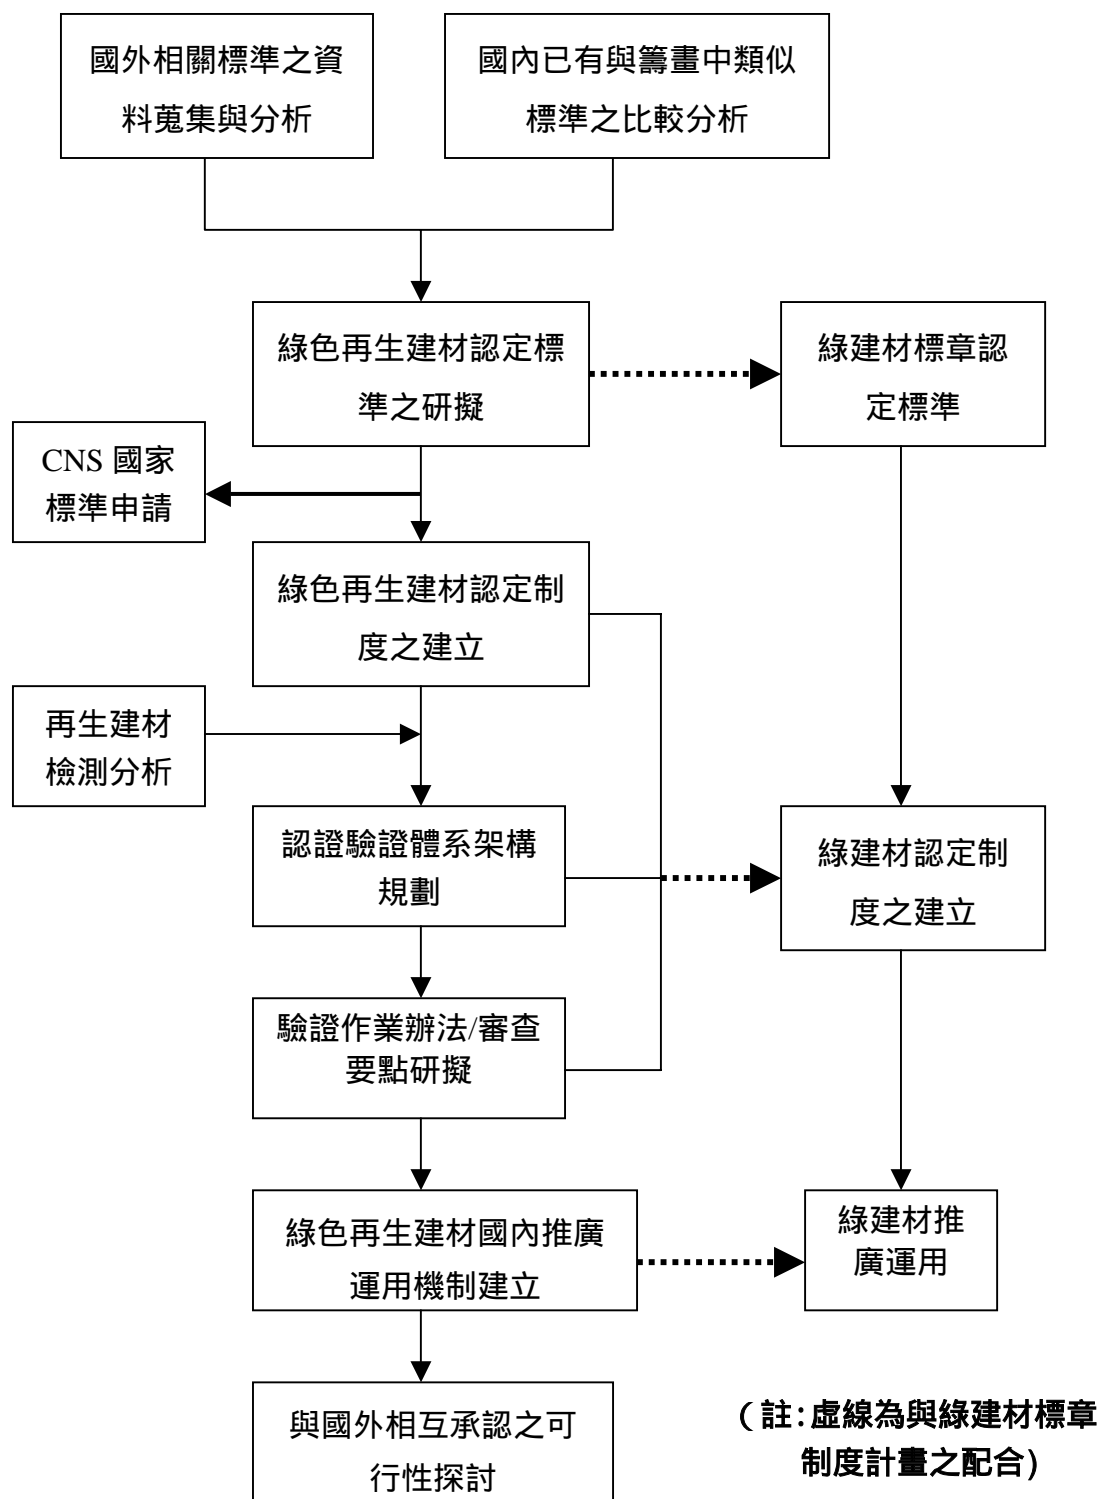 國外相關標準之資
料蒐集與分析
國內已有與籌畫中類似
標準之比較分析
綠色再生建材認定標
準之研擬
綠建材標章認
定標準
CNS 國家
標準申請
綠色再生建材認定制
度之建立
再生建材
檢測分析
認證驗證體系架構
規劃
綠建材認定制
度之建立
驗證作業辦法/審查
要點研擬
綠色再生建材國內推廣
運用機制建立
綠建材推
廣運用
與國外相互承認之可
行性探討
(註:虛線為與綠建材標章
制度計畫之配合)